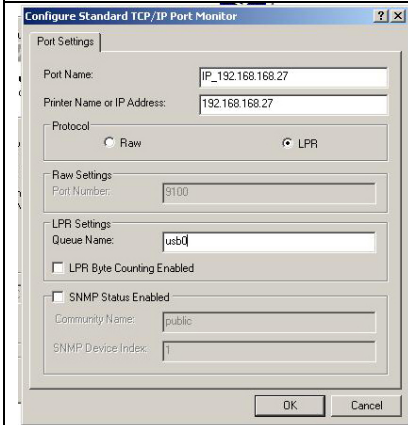 Configure Standard TCP/IP Port Monitor
Port Settings
Port Name: IP_192.168.168.27
Printer Name or IP Address: 192.168.168.27
Protocol
Raw LPR
Raw Settings
Port Number: 9100
LPR Settings
Queue Name: usb0
LPR Byte Counting Enabled
SNMP Status Enabled
Community Name: public
SNMP Device Index: 1
OK Cancel